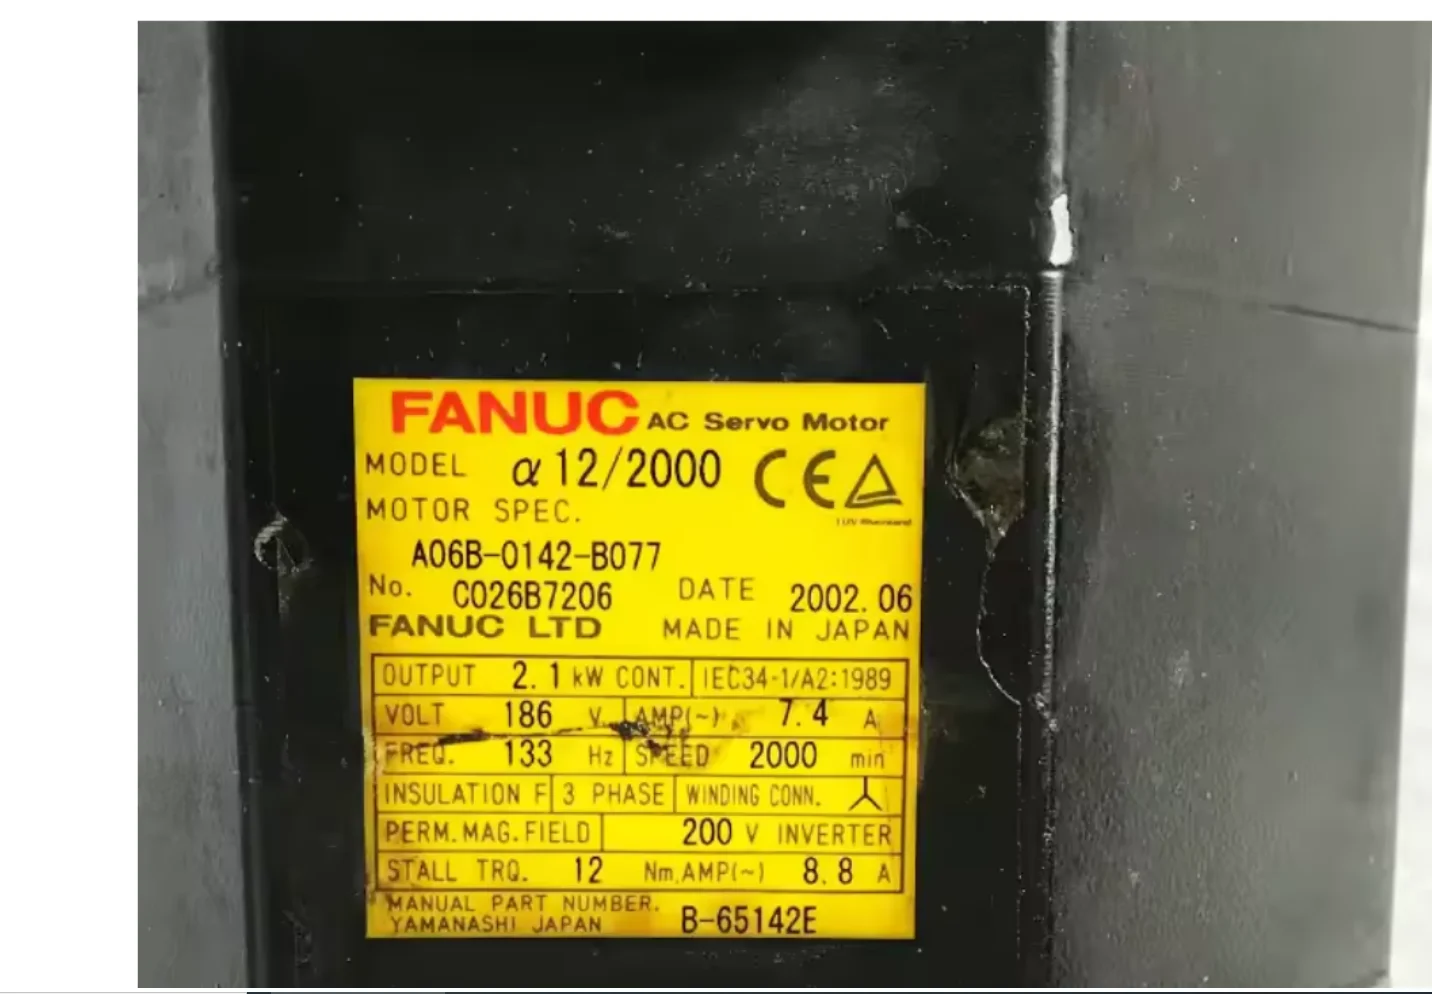 FANUC AC Servo Motor
MODEL α12/2000 CE
TUV Rheinland
MOTOR SPEC.
A06B-0142-B077
No. C026B7206 DATE 2002.06
FANUC LTD MADE IN JAPAN
OUTPUT 2.1 kW CONT. IEC34-1/A2:1989
VOLT 186 V AMP(~) 7.4 A
FREQ. 133 Hz SPEED 2000 min
INSULATION F 3 PHASE WINDING CONN.
PERM.MAG.FIELD 200 V INVERTER
STALL TRQ. 12 Nm,AMP(~) 8.8 A
MANUAL PART NUMBER.
YAMANASHI JAPAN B-65142E